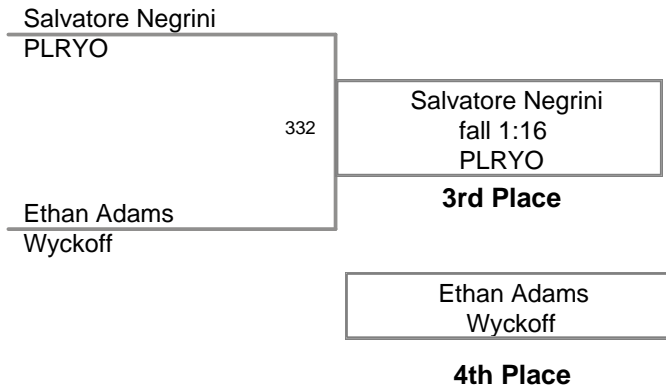 Salvatore Negrini
PLRYO
332
Salvatore Negrini
fall 1:16
PLRYO
3rd Place
Ethan Adams
Wyckoff
Ethan Adams
Wyckoff
4th Place